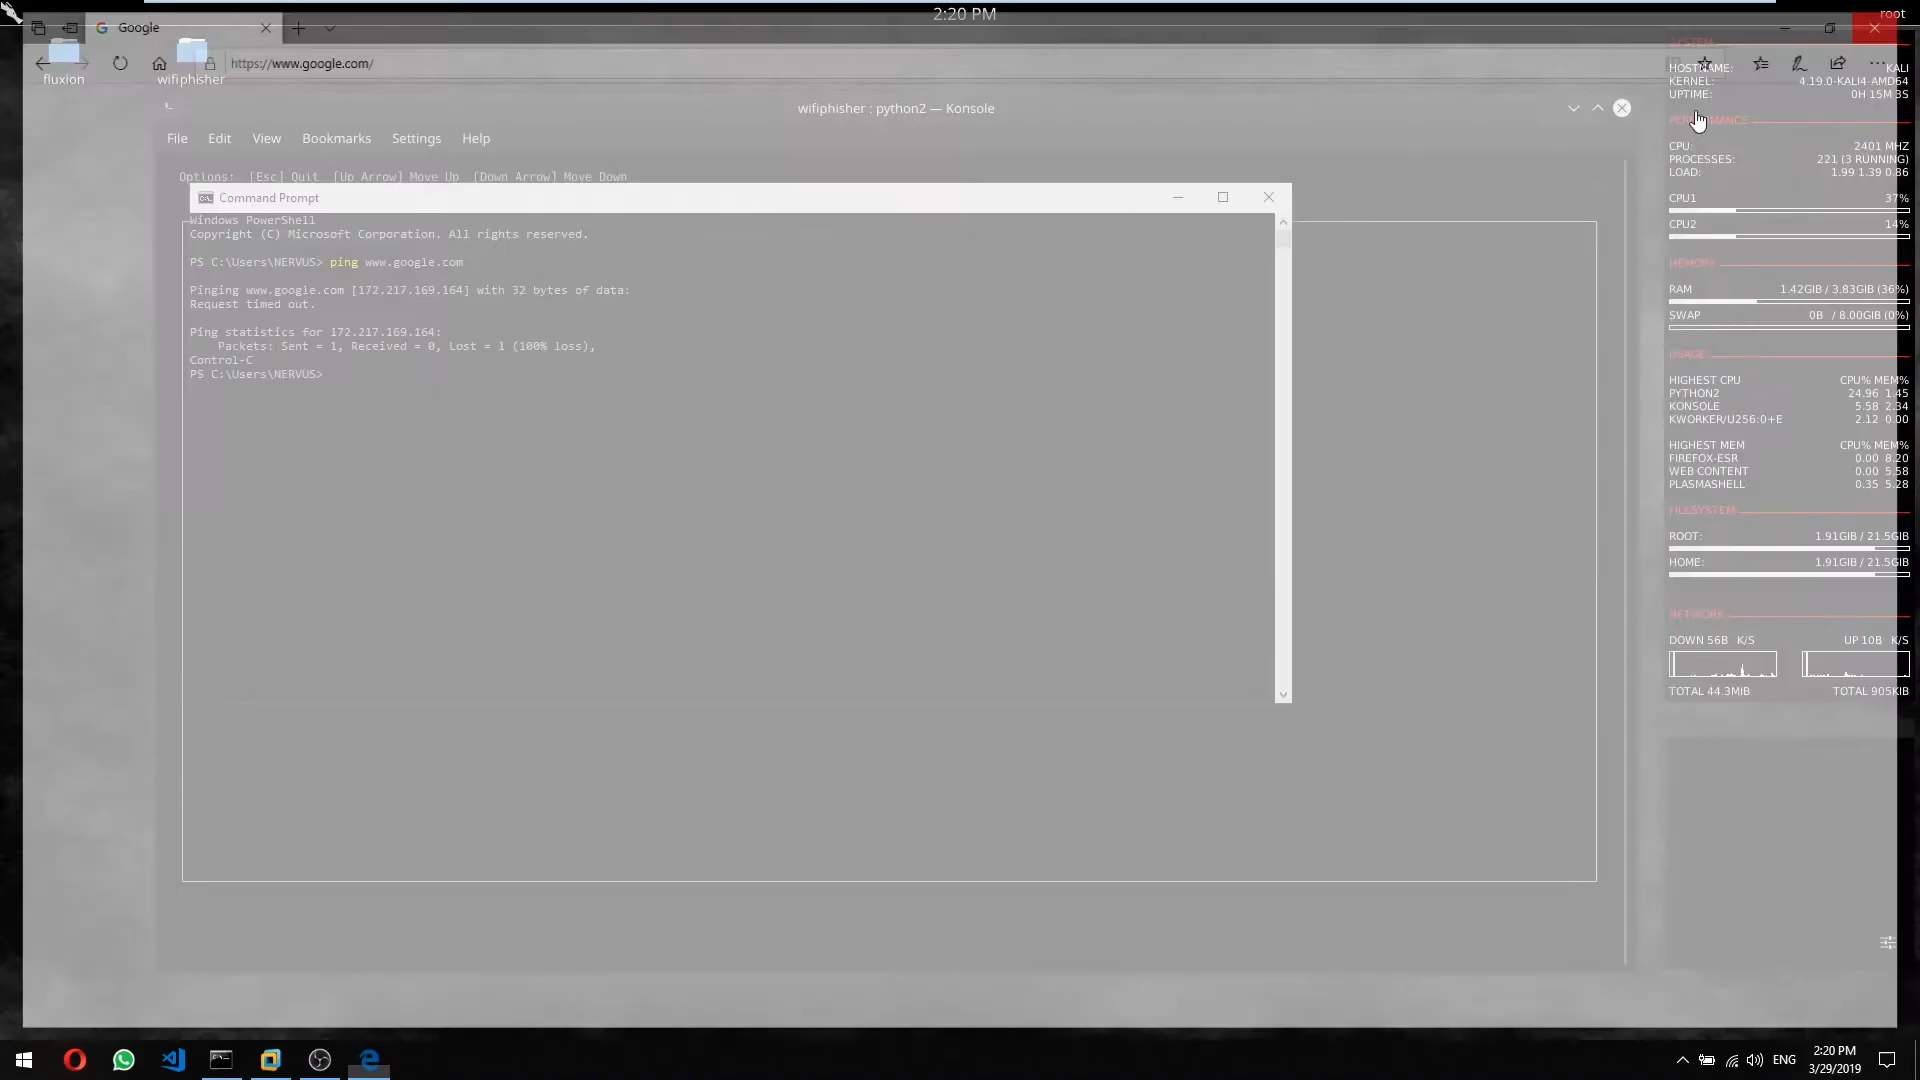 2:20 PM
root
Google
https://www.google.com/
fluxion
wifiphisher
wifiphisher : python2 — Konsole
File Edit View Bookmarks Settings Help
Options: [Esc] Quit [Up Arrow] Move Up [Down Arrow] Move Down
Command Prompt
Windows PowerShell
Copyright (C) Microsoft Corporation. All rights reserved.
PS C:\Users\NERVUS> ping www.google.com
Pinging www.google.com [172.217.169.164] with 32 bytes of data:
Request timed out.
Ping statistics for 172.217.169.164:
Packets: Sent = 1, Received = 0, Lost = 1 (100% loss),
Control-C
PS C:\Users\NERVUS>
SYSTEM
HOSTNAME: KALI
KERNEL: 4.19.0-KALI4-AMD64
UPTIME: 0H 15M 3S
PERFORMANCE
CPU: 2401 MHZ
PROCESSES: 221 (3 RUNNING)
LOAD: 1.99 1.39 0.86
CPU1 37%
CPU2 14%
MEMORY
RAM 1.42GIB / 3.83GIB (36%)
SWAP 0B / 8.00GIB (0%)
USAGE
HIGHEST CPU CPU% MEM%
PYTHON2 24.96 1.45
KONSOLE 5.58 2.34
KWORKER/U256:0+E 2.12 0.00
HIGHEST MEM CPU% MEM%
FIREFOX-ESR 0.00 8.20
WEB CONTENT 0.00 5.58
PLASMASHELL 0.35 5.28
FILESYSTEM
ROOT: 1.91GIB / 21.5GIB
HOME: 1.91GIB / 21.5GIB
NETWORK
DOWN 56B K/S UP 10B K/S
TOTAL 44.3MIB TOTAL 905KIB
ENG
2:20 PM
3/29/2019